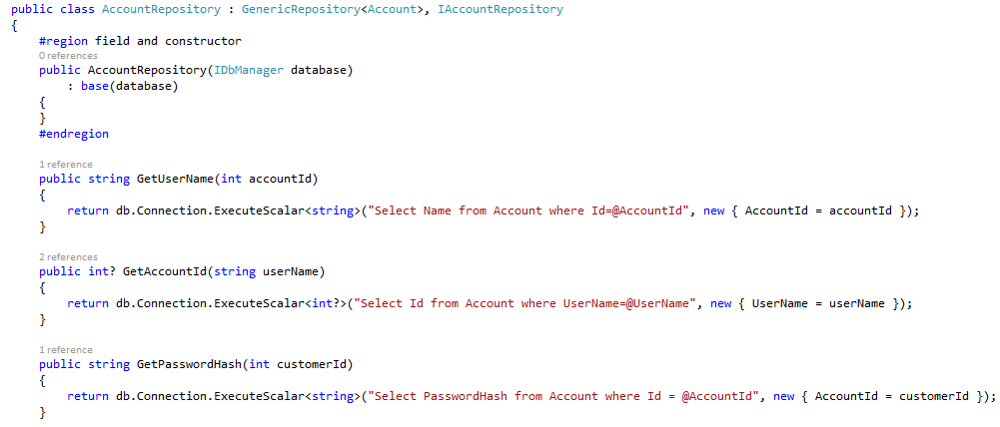 public class AccountRepository : GenericRepository<Account>, IAccountRepository
{
    #region field and constructor
    0 references
    public AccountRepository(IDbManager database)
        : base(database)
    {
    }
    #endregion

    1 reference
    public string GetUserName(int accountId)
    {
        return db.Connection.ExecuteScalar<string>("Select Name from Account where Id=@AccountId", new { AccountId = accountId });
    }

    2 references
    public int? GetAccountId(string userName)
    {
        return db.Connection.ExecuteScalar<int?>("Select Id from Account where UserName=@UserName", new { UserName = userName });
    }

    1 reference
    public string GetPasswordHash(int customerId)
    {
        return db.Connection.ExecuteScalar<string>("Select PasswordHash from Account where Id = @AccountId", new { AccountId = customerId });
    }